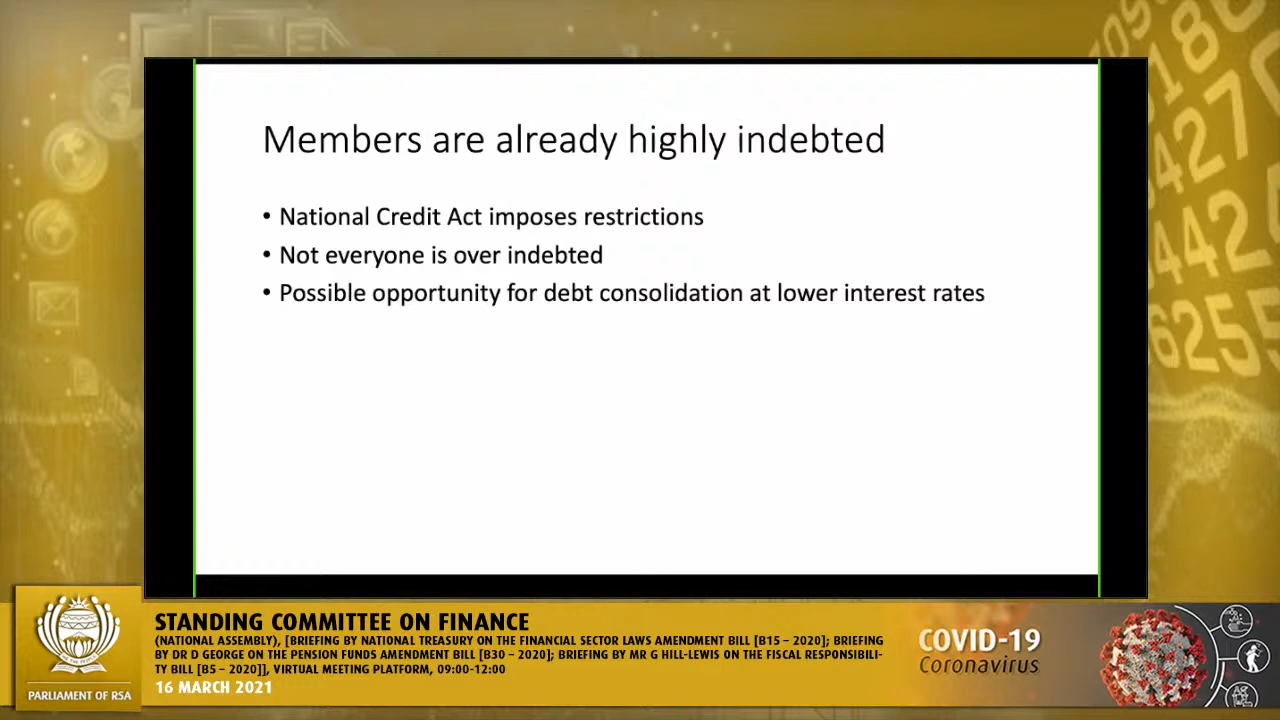 Members are already highly indebted
• National Credit Act imposes restrictions
• Not everyone is over indebted
• Possible opportunity for debt consolidation at lower interest rates
STANDING COMMITTEE ON FINANCE
(NATIONAL ASSEMBLY), [BRIEFING BY NATIONAL TREASURY ON THE FINANCIAL SECTOR LAWS AMENDMENT BILL [B15 – 2020]; BRIEFING
BY DR D GEORGE ON THE PENSION FUNDS AMENDMENT BILL [B30 – 2020]; BRIEFING BY MR G HILL-LEWIS ON THE FISCAL RESPONSIBILI-
TY BILL [B5 – 2020]], VIRTUAL MEETING PLATFORM, 09:00-12:00
16 MARCH 2021
PARLIAMENT OF RSA
COVID-19
Coronavirus